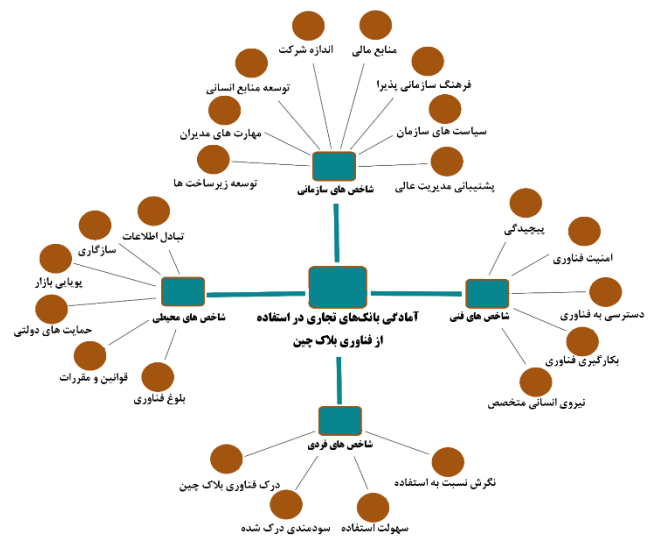 اندازه شرکت
منابع مالی
توسعه منابع انسانی
فرهنگ سازمانی پذیرا
مهارت های مدیران
سیاست های سازمان
توسعه زیرساخت ها
پشتیبانی مدیریت عالی
شاخص های سازمانی
پیچیدگی
امنیت فناوری
دسترسی به فناوری
بکارگیری فناوری
نیروی انسانی متخصص
شاخص های فنی
تبادل اطلاعات
سازگاری
پویایی بازار
حمایت های دولتی
قوانین و مقررات
بلوغ فناوری
شاخص های محیطی
آمادگی بانک‌های تجاری در استفاده
از فناوری بلاک چین
شاخص های فردی
نگرش نسبت به استفاده
سهولت استفاده
سودمندی درک شده
درک فناوری بلاک چین